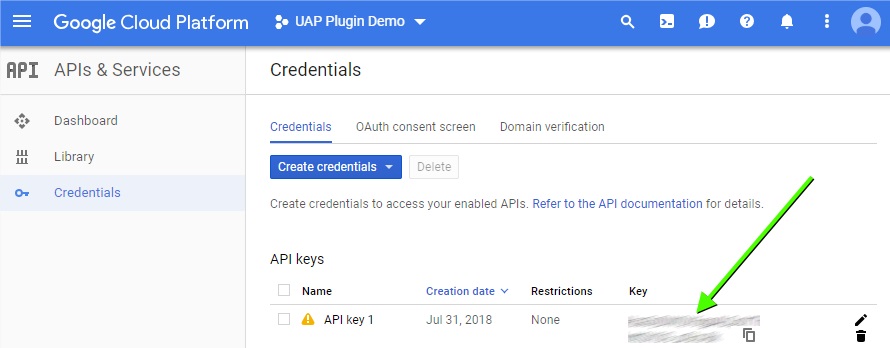 Google Cloud Platform UAP Plugin Demo
API APIs & Services
Credentials
Dashboard
Library
Credentials
Credentials OAuth consent screen Domain verification
Create credentials Delete
Create credentials to access your enabled APIs. Refer to the API documentation for details.
API keys
Name Creation date Restrictions Key
API key 1 Jul 31, 2018 None